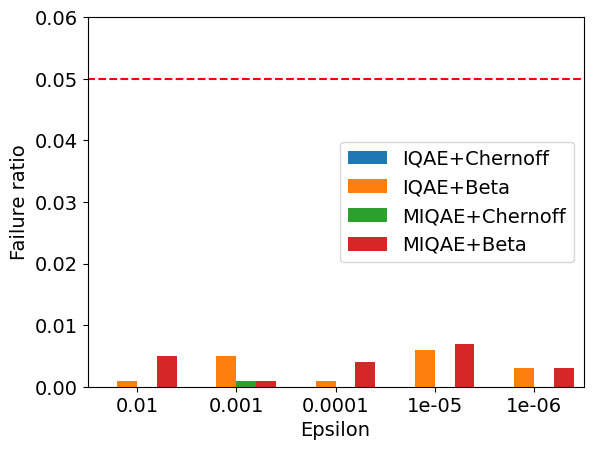 0.06
0.05
0.04
0.03
0.02
0.01
0.00
Failure ratio
IQAE+Chernoff
IQAE+Beta
MIQAE+Chernoff
MIQAE+Beta
0.01 0.001 0.0001 1e-05 1e-06
Epsilon